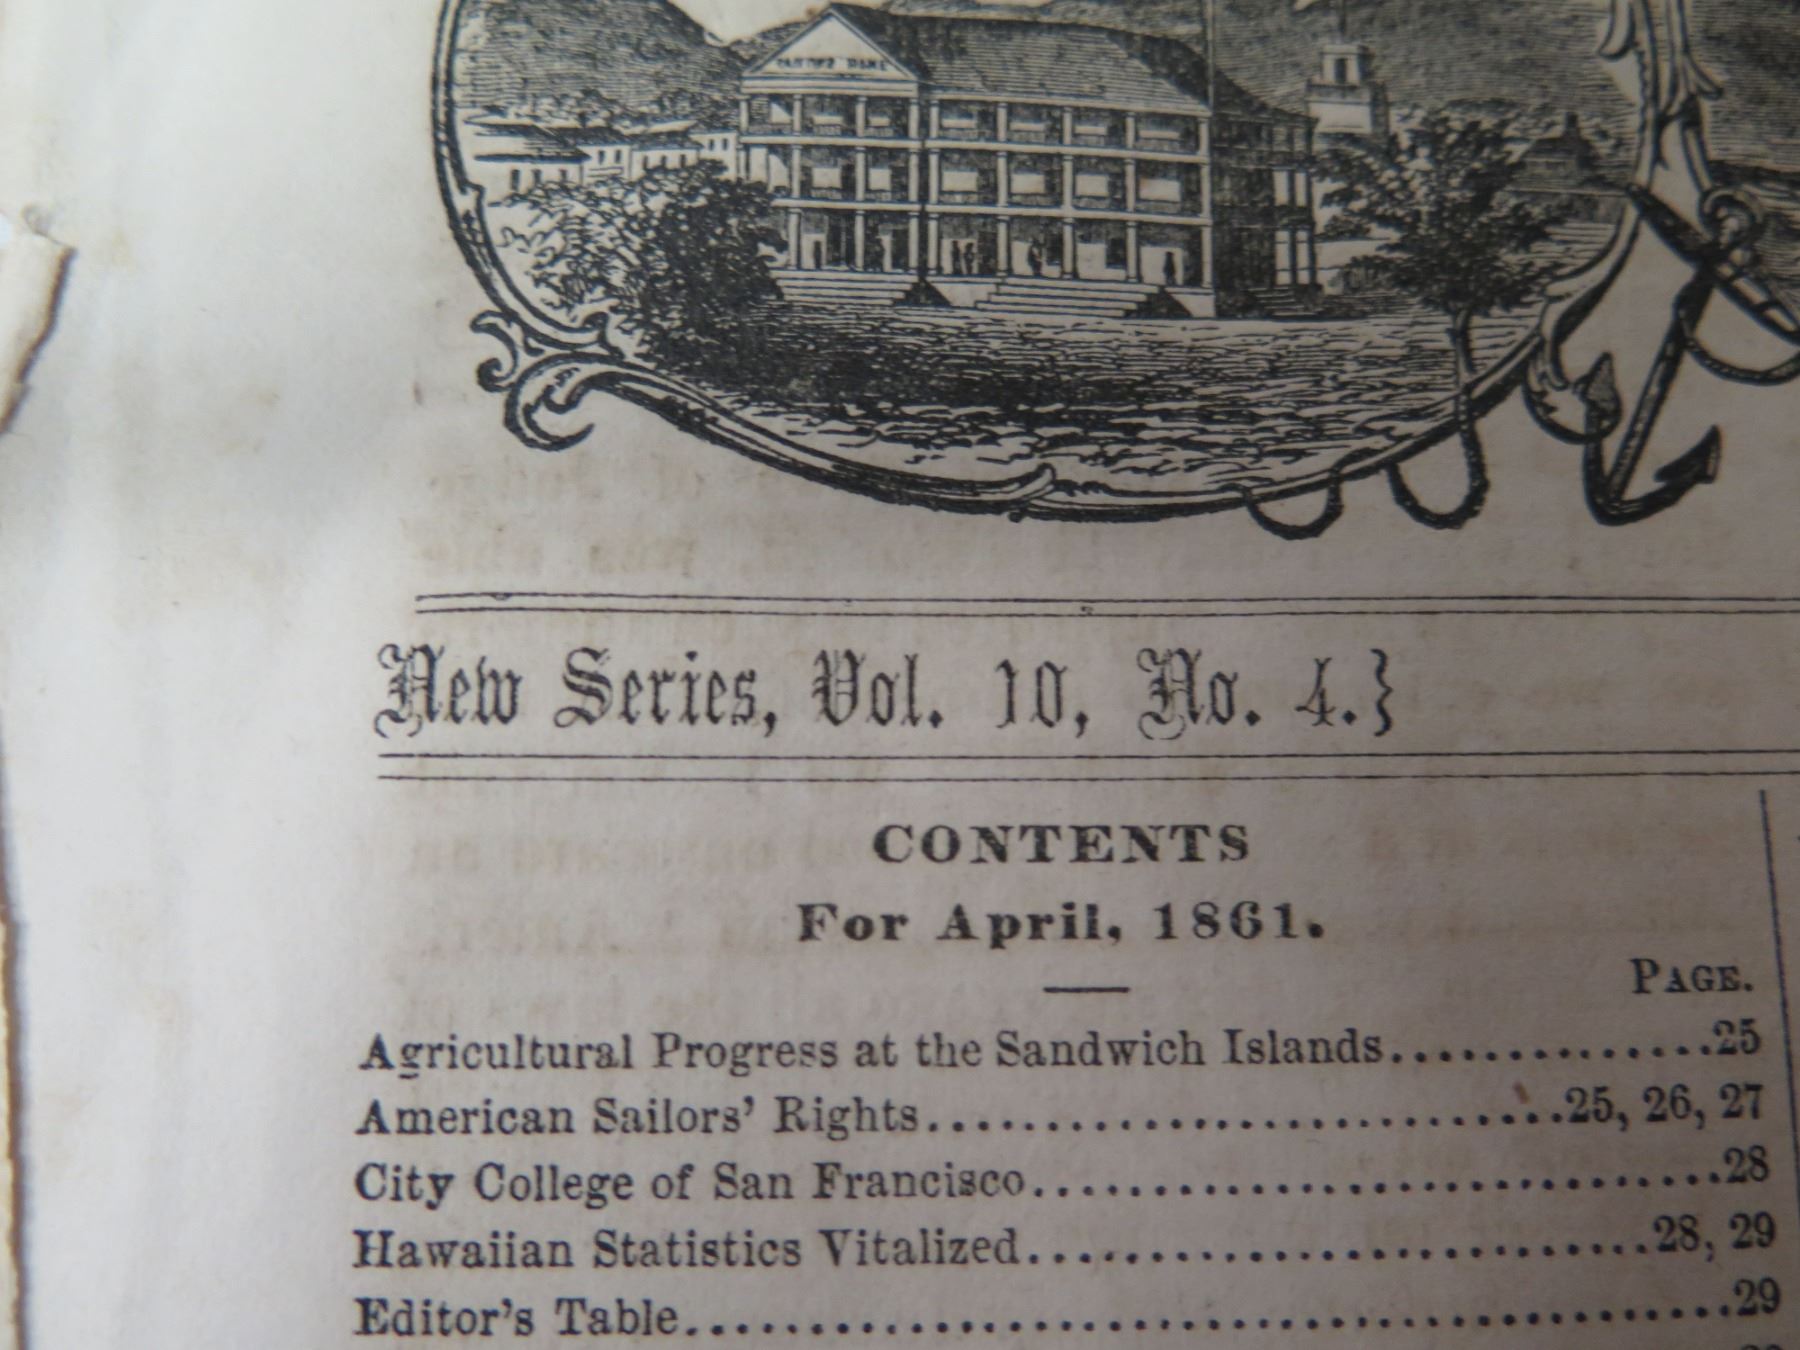 New Series, Vol. 10, No. 4.}
CONTENTS
For April, 1861.
PAGE.
Agricultural Progress at the Sandwich Islands..............25
American Sailors' Rights............................25, 26, 27
City College of San Francisco................................28
Hawaiian Statistics Vitalized............................28, 29
Editor's Table................................................29